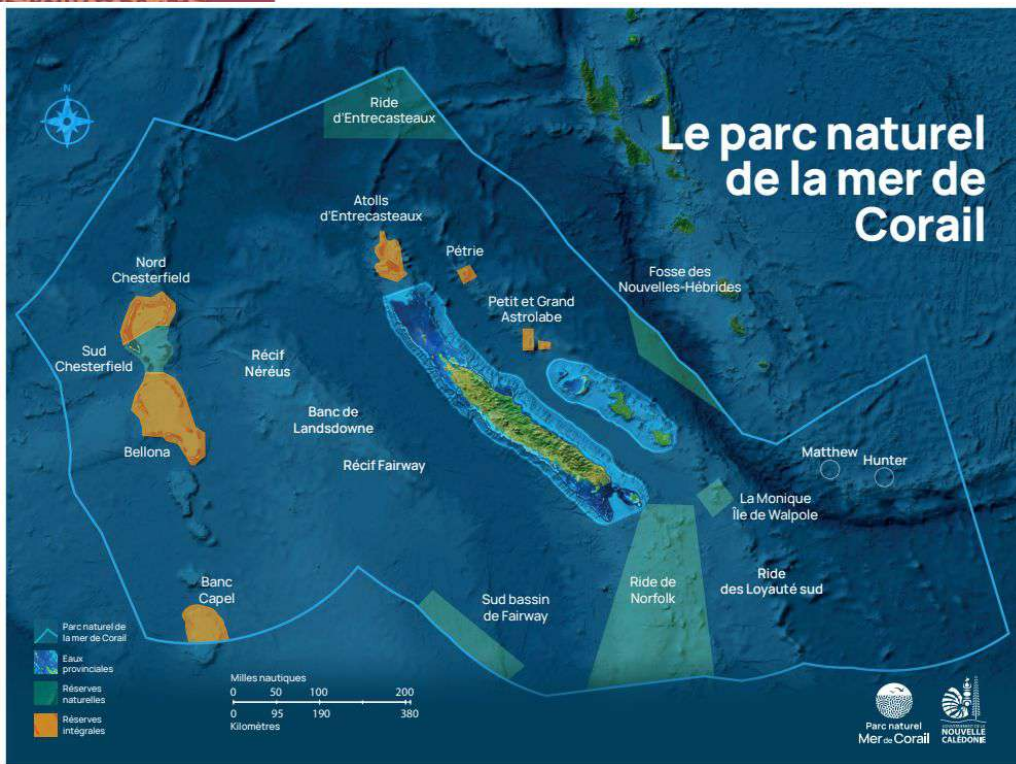 Le parc naturel
de la mer de
Corail
N
Ride
d'Entrecasteaux
Atolls
d'Entrecasteaux
Pétrie
Nord
Chesterfield
Fosse des
Nouvelles-Hébrides
Petit et Grand
Astrolabe
Sud
Chesterfield
Récif
Néréus
Banc de
Landsdowne
Bellona
Récif Fairway
Matthew
Hunter
La Monique
Île de Walpole
Banc
Capel
Sud bassin
de Fairway
Ride de
Norfolk
Ride
des Loyauté sud
Parc naturel de
la mer de Corail
Eaux
provinciales
Réserves
naturelles
Réserves
intégrales
Milles nautiques
0 50 100 200
0 95 190 380
Kilomètres
Parc naturel
Mer de Corail
GOUVERNEMENT DE LA
NOUVELLE
CALÉDONIE